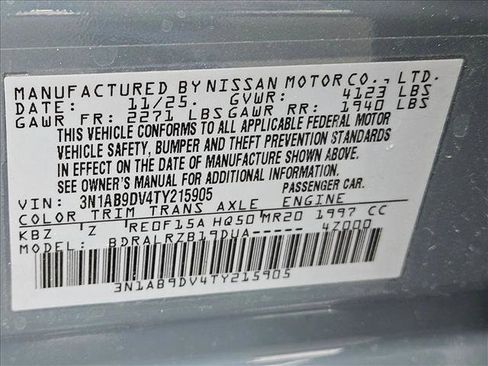 MANUFACTURED BY NISSAN MOTOR CO., LTD.
DATE: 11/25. GVWR: 4123 LBS
GAWR FR: 2271 LBS GAWR RR: 1940 LBS
THIS VEHICLE CONFORMS TO ALL APPLICABLE FEDERAL MOTOR
VEHICLE SAFETY, BUMPER AND THEFT PREVENTION STANDARDS
IN EFFECT ON THE DATE OF MANUFACTURE SHOWN ABOVE.
SEE OWNER'S MANUAL FOR ADDITIONAL INFORMATION.
VIN: 3N1AB9DV4TY215905 PASSENGER CAR.
COLOR TRIM TRANS AXLE ENGINE
KBZ Z RE0F15A HQ50 MR20 1997 CC
BDRALRZB19DUA----- 4Z000
3N1AB9DV4TY215905